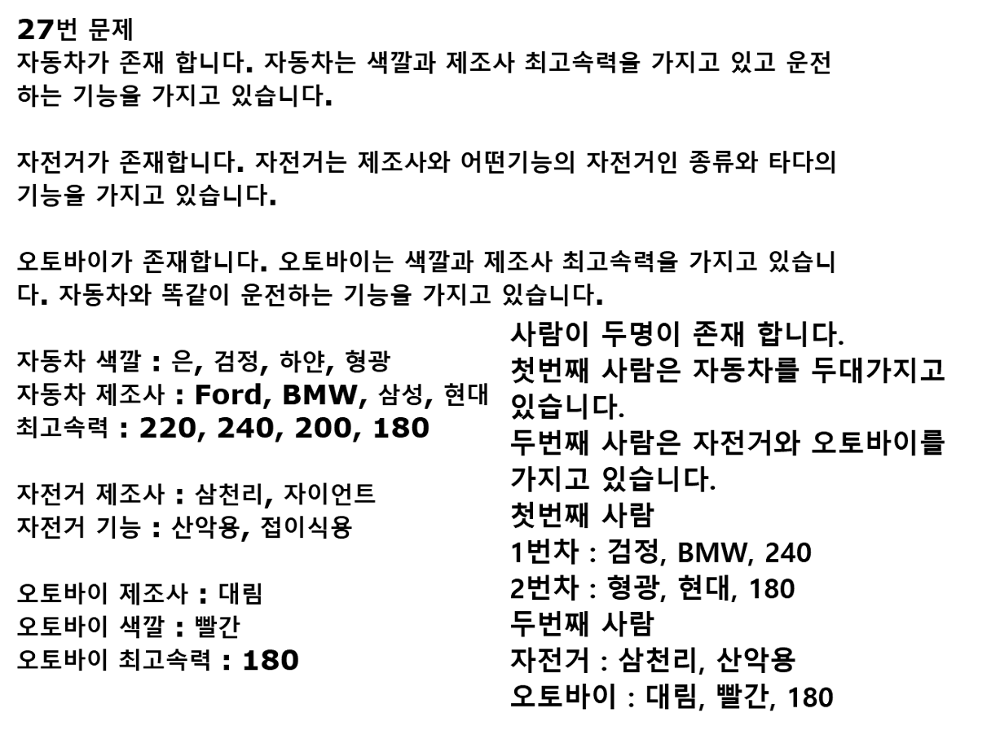 27번 문제
자동차가 존재 합니다. 자동차는 색깔과 제조사 최고속력을 가지고 있고 운전
하는 기능을 가지고 있습니다.
자전거가 존재합니다. 자전거는 제조사와 어떤기능의 자전거인 종류와 타다의
기능을 가지고 있습니다.
오토바이가 존재합니다. 오토바이는 색깔과 제조사 최고속력을 가지고 있습니
다. 자동차와 똑같이 운전하는 기능을 가지고 있습니다.
자동차 색깔 : 은, 검정, 하얀, 형광
자동차 제조사 : Ford, BMW, 삼성, 현대
최고속력 : 220, 240, 200, 180
자전거 제조사 : 삼천리, 자이언트
자전거 기능 : 산악용, 접이식용
오토바이 제조사 : 대림
오토바이 색깔 : 빨간
오토바이 최고속력 : 180
사람이 두명이 존재 합니다.
첫번째 사람은 자동차를 두대가지고
있습니다.
두번째 사람은 자전거와 오토바이를
가지고 있습니다.
첫번째 사람
1번차 : 검정, BMW, 240
2번차 : 형광, 현대, 180
두번째 사람
자전거 : 삼천리, 산악용
오토바이 : 대림, 빨간, 180